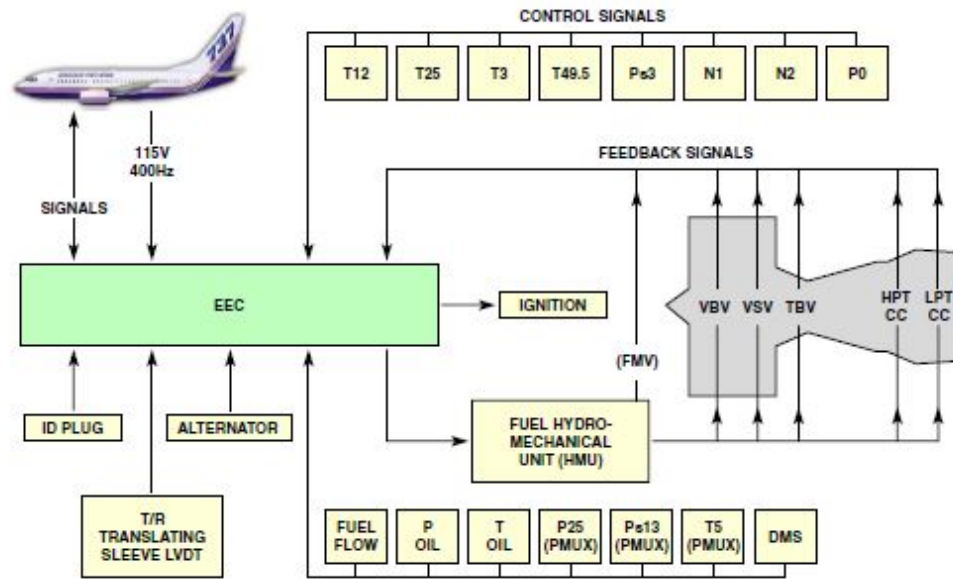 CONTROL SIGNALS
737
T12
T25
T3
T49.5
Ps3
N1
N2
P0
115V
400Hz
FEEDBACK SIGNALS
SIGNALS
EEC
IGNITION
VBV
VSV
TBV
HPT
CC
LPT
CC
(FMV)
ID PLUG
ALTERNATOR
FUEL HYDRO-
MECHANICAL
UNIT (HMU)
T/R
TRANSLATING
SLEEVE LVDT
FUEL
FLOW
P
OIL
T
OIL
P25
(PMUX)
Ps13
(PMUX)
T5
(PMUX)
DMS